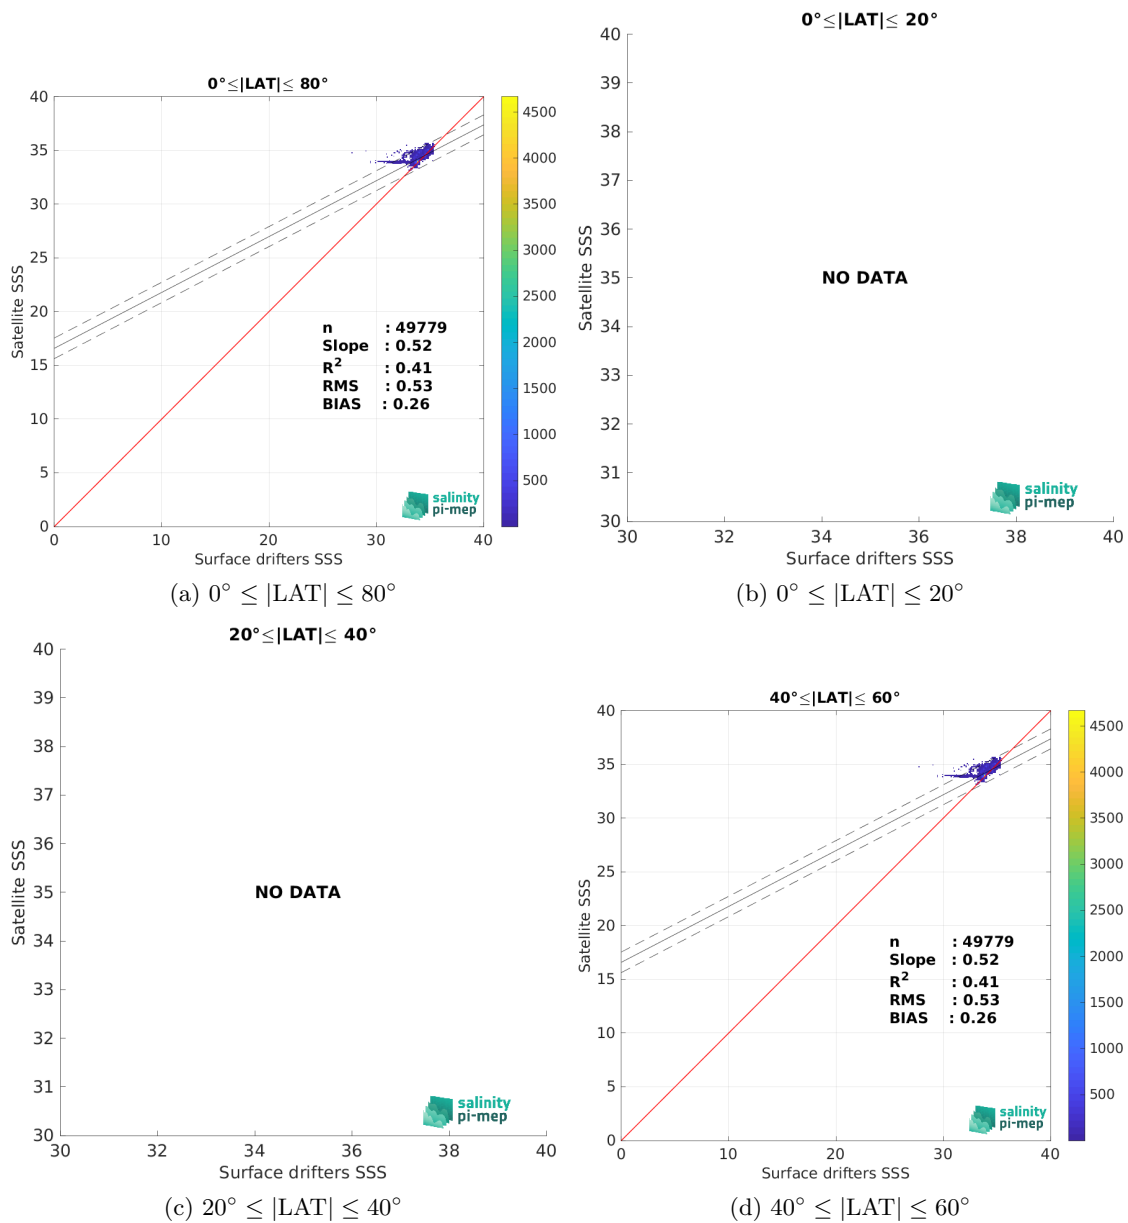 0°≤|LAT|≤ 80°
40
35
30
25
20
15
10
5
0
Satellite SSS
0 10 20 30 40
Surface drifters SSS
n : 49779
Slope : 0.52
R² : 0.41
RMS : 0.53
BIAS : 0.26
salinity
pi-mep
4500
4000
3500
3000
2500
2000
1500
1000
500
(a) 0° ≤ |LAT| ≤ 80°
0°≤|LAT|≤ 20°
40
39
38
37
36
35
34
33
32
31
30
Satellite SSS
NO DATA
salinity
pi-mep
30 32 34 36 38 40
Surface drifters SSS
(b) 0° ≤ |LAT| ≤ 20°
20°≤|LAT|≤ 40°
40
39
38
37
36
35
34
33
32
31
30
Satellite SSS
NO DATA
salinity
pi-mep
30 32 34 36 38 40
Surface drifters SSS
(c) 20° ≤ |LAT| ≤ 40°
40°≤|LAT|≤ 60°
40
35
30
25
20
15
10
5
0
Satellite SSS
0 10 20 30 40
Surface drifters SSS
n : 49779
Slope : 0.52
R² : 0.41
RMS : 0.53
BIAS : 0.26
salinity
pi-mep
4500
4000
3500
3000
2500
2000
1500
1000
500
(d) 40° ≤ |LAT| ≤ 60°